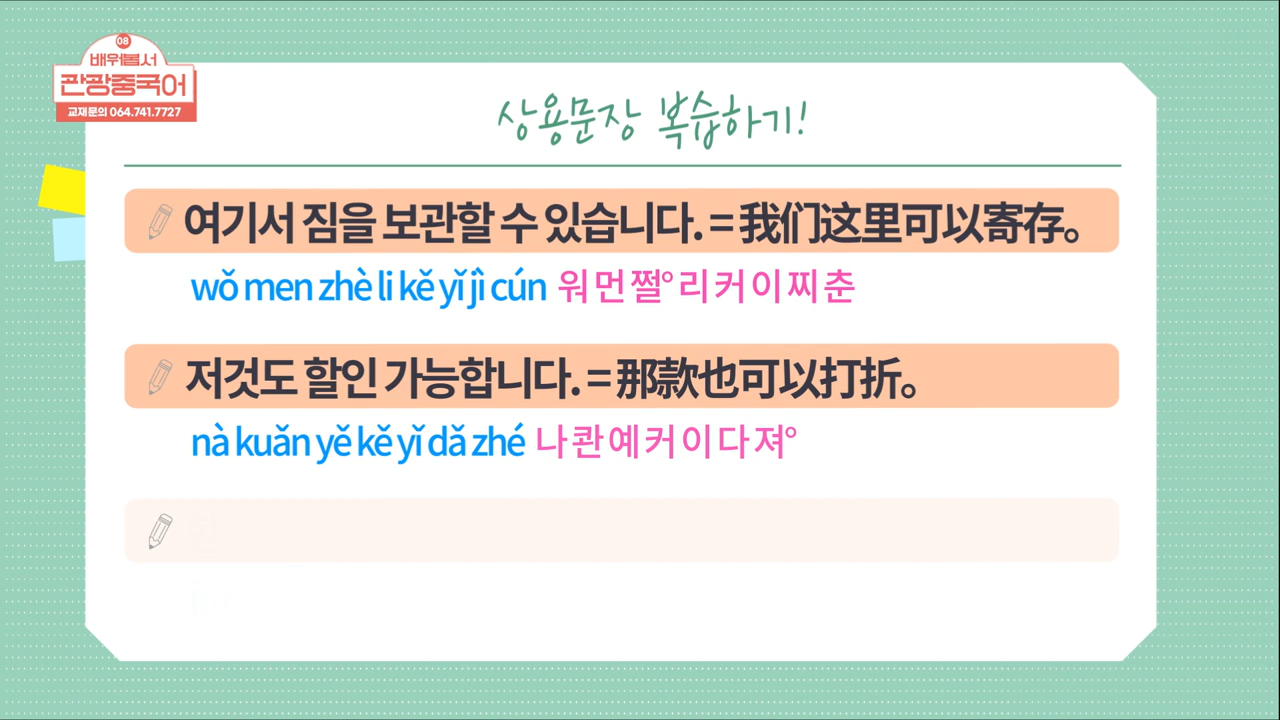 08
배워봅서
관광중국어
교재문의 064.741.7727
상용문장 복습하기!
여기서 짐을 보관할 수 있습니다. = 我们这里可以寄存。
wǒ men zhè li kě yǐ jì cún 워 먼 쩔° 리 커 이 찌 춘
저것도 할인 가능합니다. = 那款也可以打折。
nà kuǎn yě kě yǐ dǎ zhé 나 콴 예 커 이 다 져°